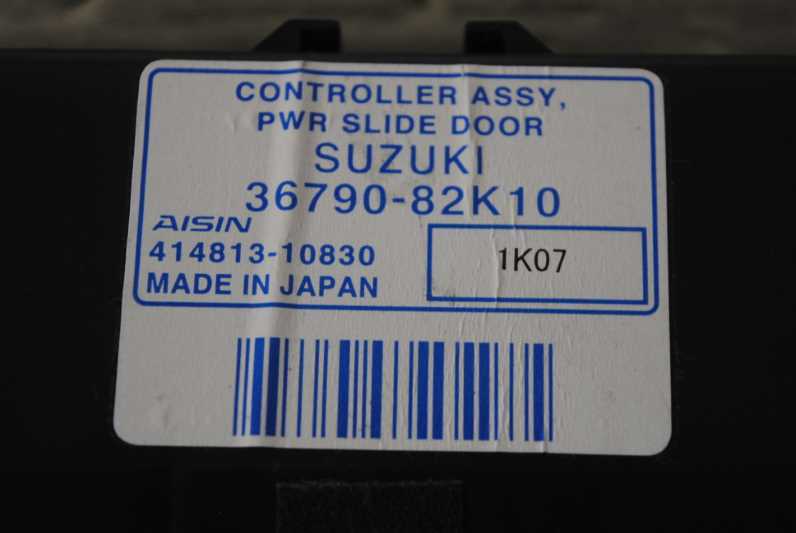 CONTROLLER ASSY,
PWR SLIDE DOOR
SUZUKI
36790-82K10
AISIN
414813-10830
MADE IN JAPAN
1K07